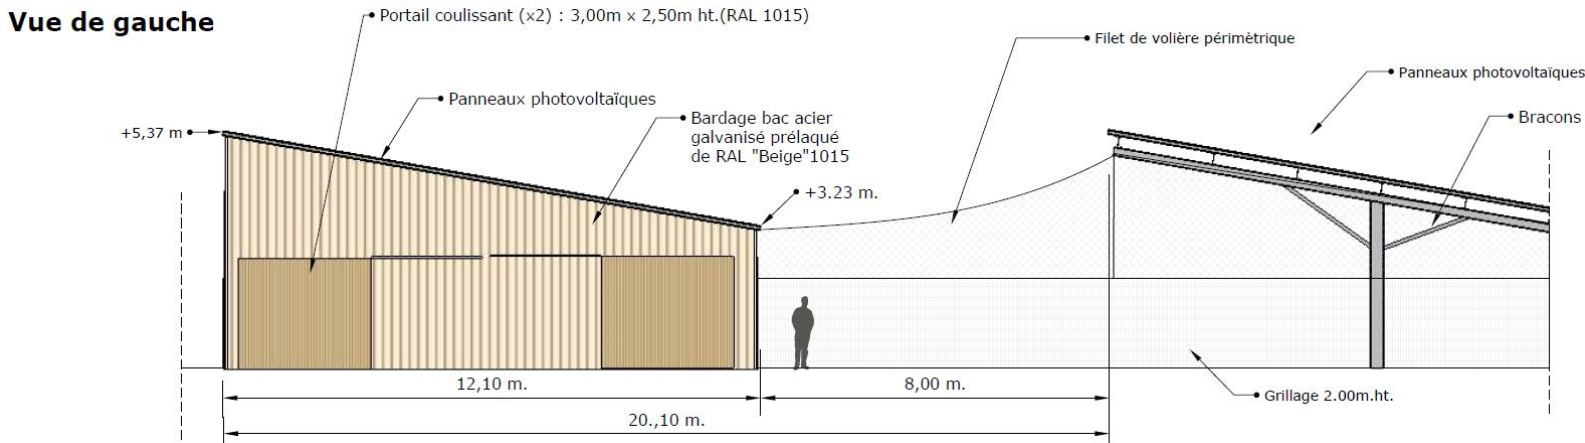 Vue de gauche
Portail coulissant (x2) : 3,00m x 2,50m ht.(RAL 1015)
Filet de volière périmètrique
Panneaux photovoltaïques
Panneaux photovoltaïques
Bracons
+5,37 m
Bardage bac acier
galvanisé prélaqué
de RAL "Beige"1015
+3.23 m.
12,10 m.
8,00 m.
Grillage 2.00m.ht.
20.,10 m.